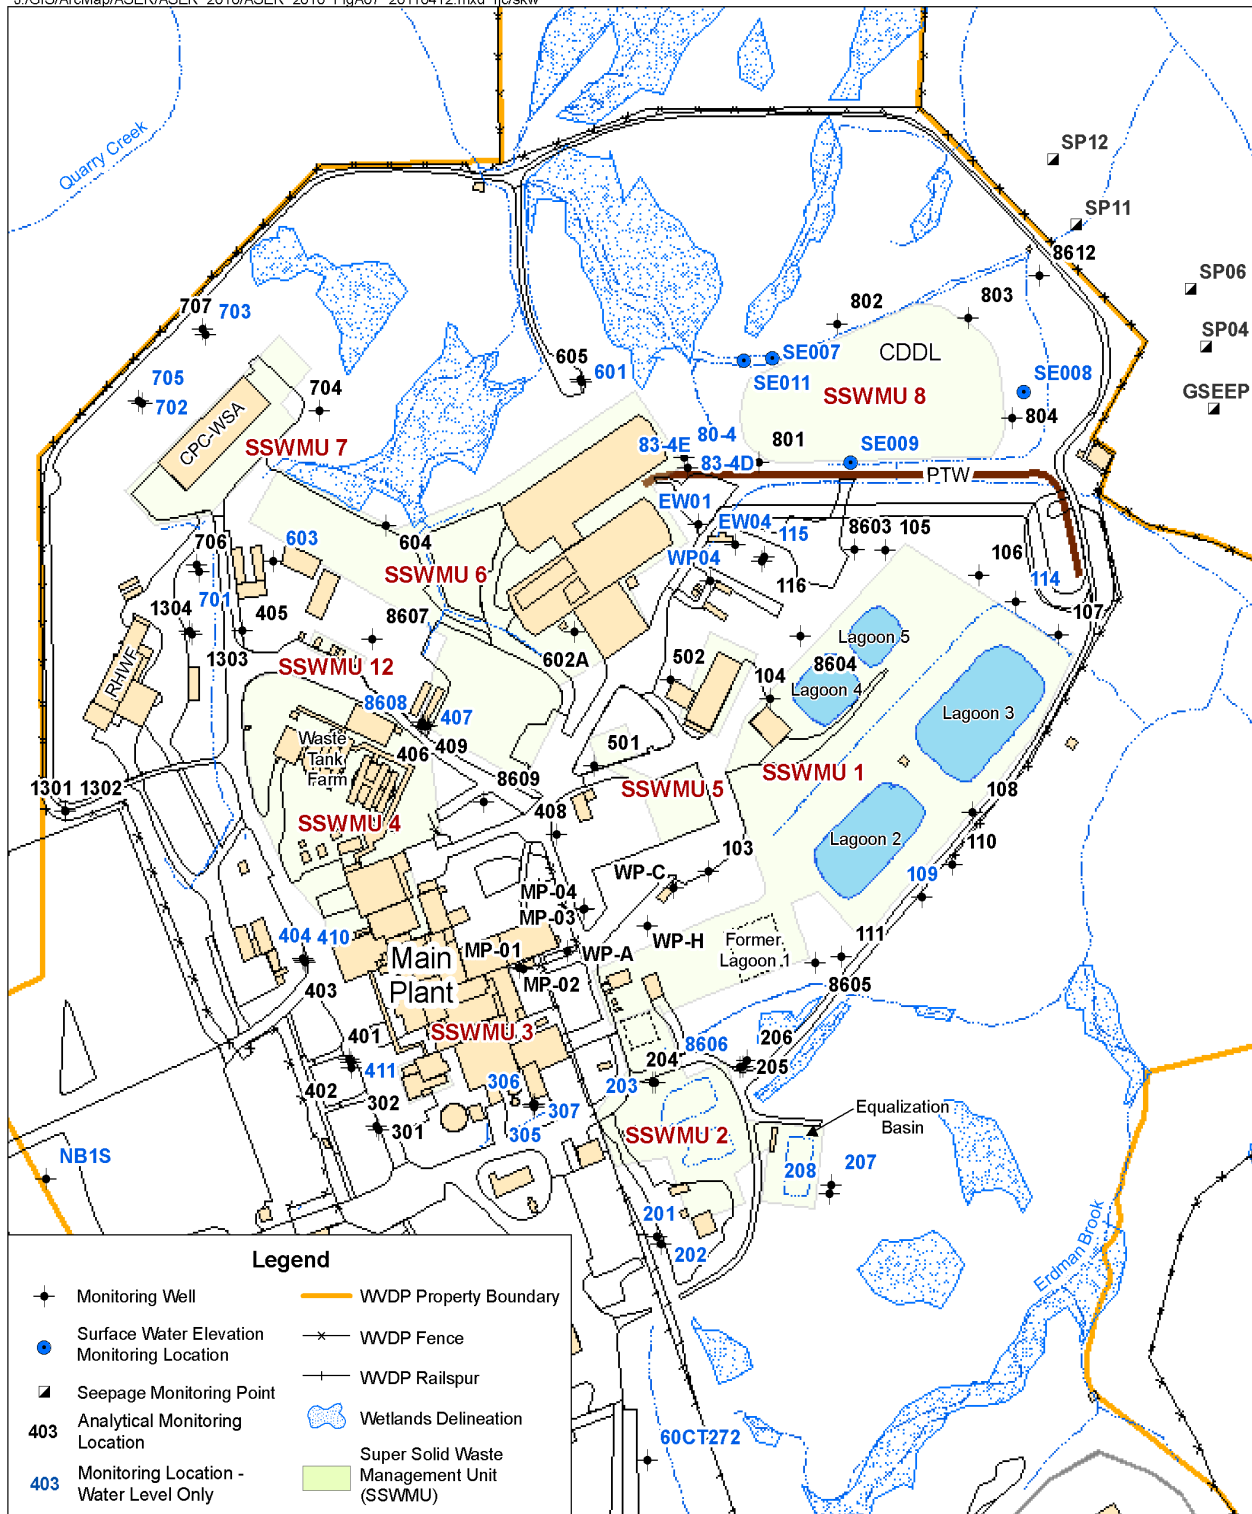 Quarry Creek
SP12
SP11
8612
SP06
SP04
GSEEP
707
703
802
803
CDDL
SE007
SE011
SE008
SSWMU 8
804
605
601
705
702
704
CPC-WSA
SSWMU 7
80-4
83-4E
83-4D
801
SE009
PTW
EW01
EW04
115
8603
105
WP04
116
106
114
107
706
603
604
SSWMU 6
701
405
1304
1303
8607
602A
502
RHWF
SSWMU 12
8608
407
104
Lagoon 5
8604
Lagoon 4
Lagoon 3
Waste
Tank
Farm
406
409
501
SSWMU 1
1301
1302
8609
SSWMU 5
108
SSWMU 4
408
103
Lagoon 2
110
WP-C
109
MP-04
MP-03
404
410
WP-H
Former
Lagoon 1
111
Main
Plant
MP-01
WP-A
MP-02
403
8605
SSWMU 3
401
411
8606
206
204
205
402
306
203
302
307
301
305
SSWMU 2
Equalization
Basin
208
207
NB1S
201
202
Erdman Brook
60CT272
Legend
Monitoring Well
Surface Water Elevation
Monitoring Location
Seepage Monitoring Point
403
Analytical Monitoring
Location
403
Monitoring Location -
Water Level Only
WVDP Property Boundary
WVDP Fence
WVDP Railspur
Wetlands Delineation
Super Solid Waste
Management Unit
(SSWMU)